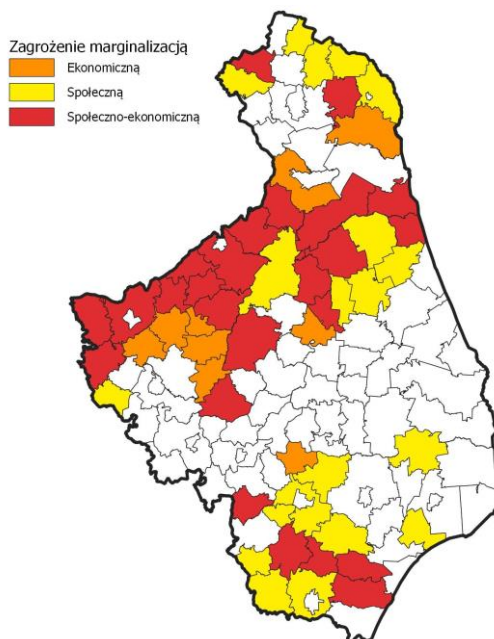 Zagrożenie marginalizacją
Ekonomiczną
Społeczną
Społeczno-ekonomiczną